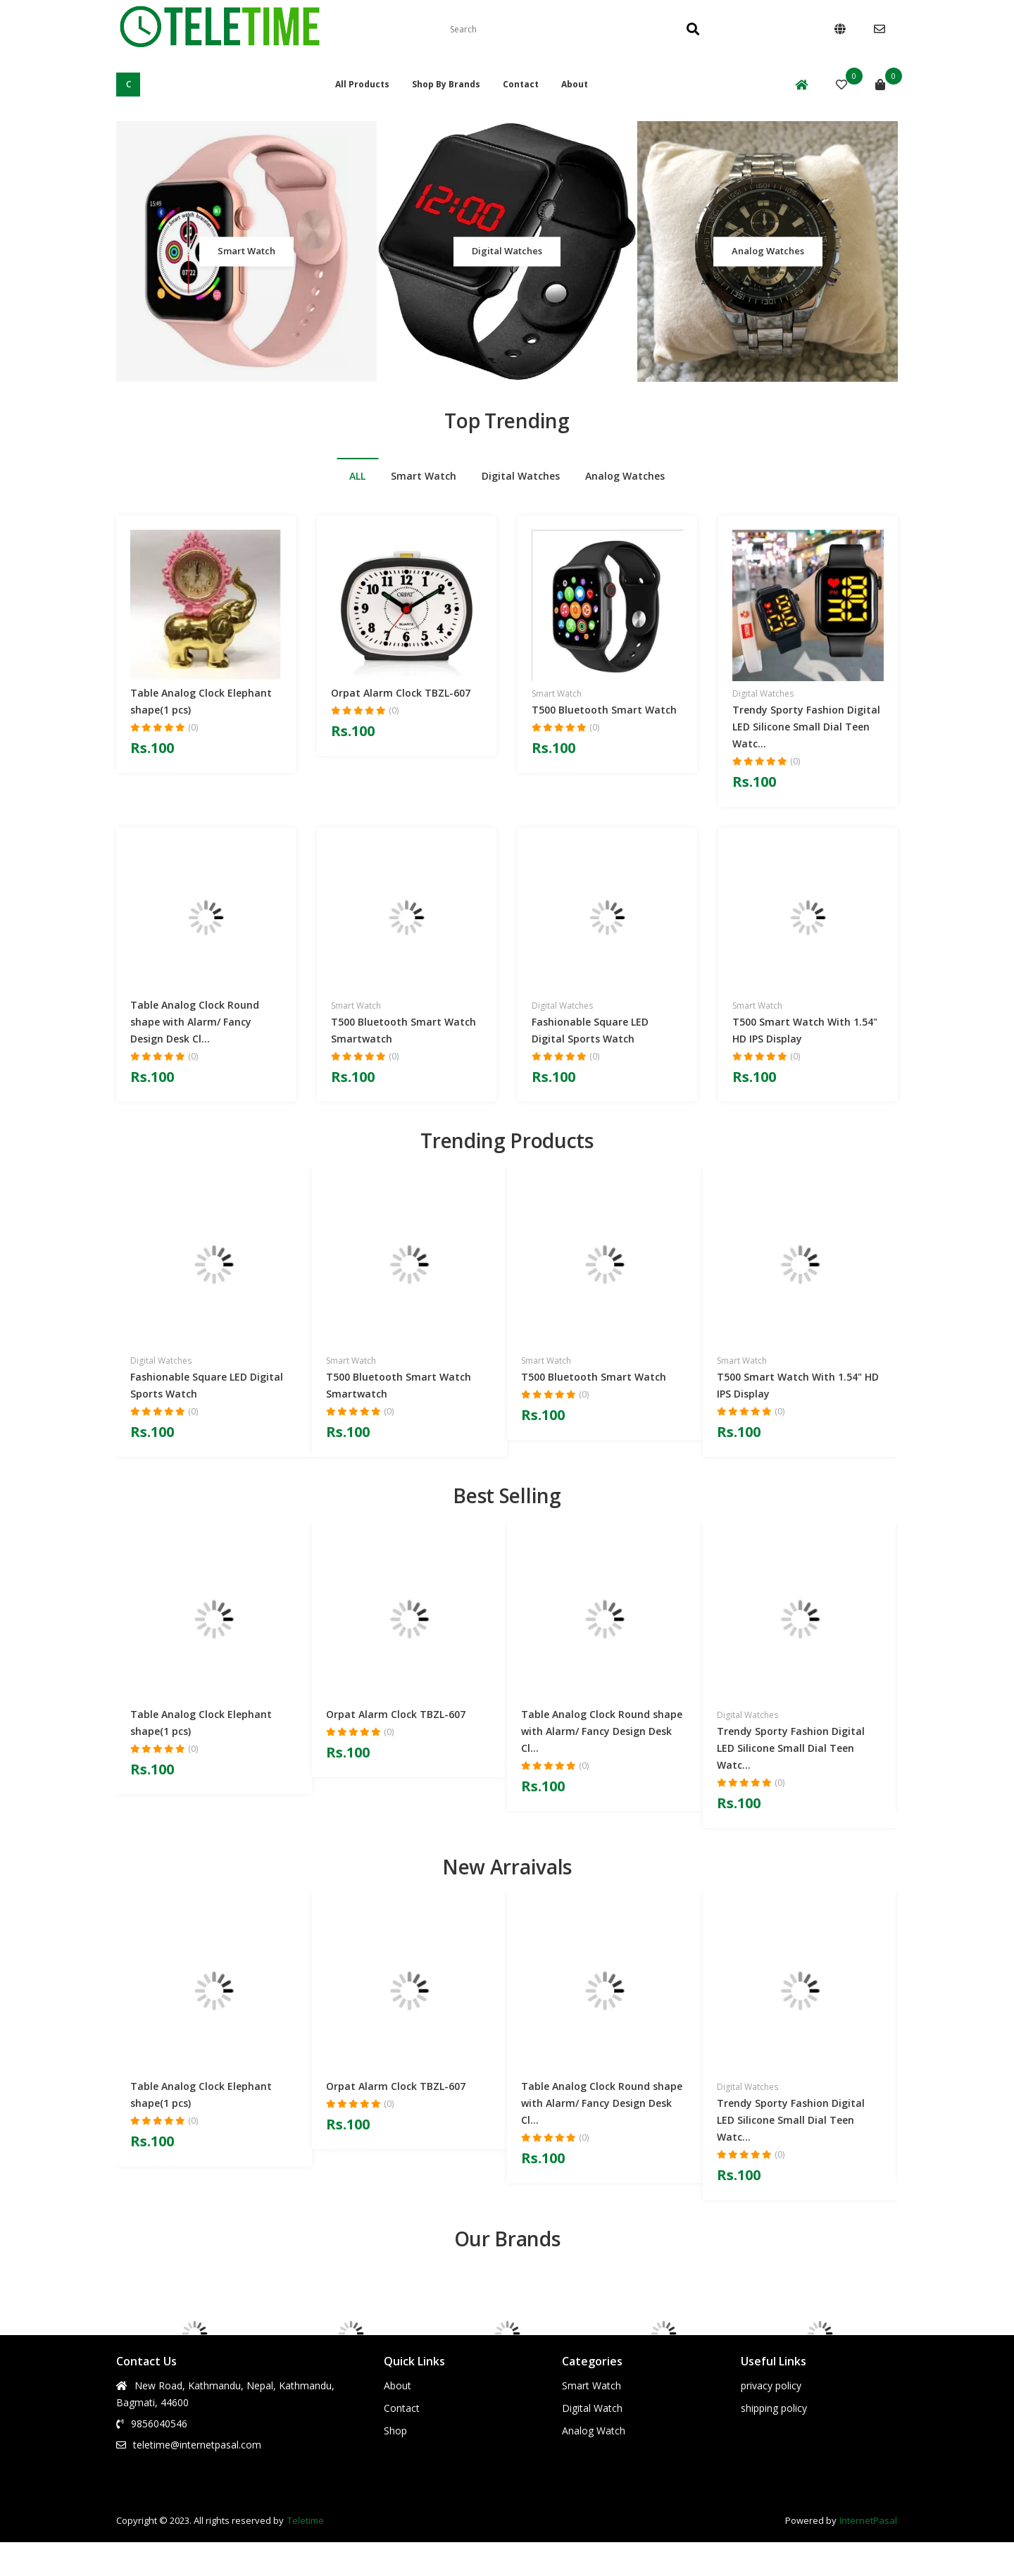 TELETIME
Search
C
All Products Shop By Brands Contact About
0 0
Smart Watch
Digital Watches
Analog Watches
12:00
Top Trending
ALL Smart Watch Digital Watches Analog Watches
Table Analog Clock Elephant
shape(1 pcs)
(0)
Rs.100
ORPAT
Orpat Alarm Clock TBZL-607
(0)
Rs.100
Smart Watch
T500 Bluetooth Smart Watch
(0)
Rs.100
Digital Watches
Trendy Sporty Fashion Digital
LED Silicone Small Dial Teen
Watc...
(0)
Rs.100
Table Analog Clock Round
shape with Alarm/ Fancy
Design Desk Cl...
(0)
Rs.100
Smart Watch
T500 Bluetooth Smart Watch
Smartwatch
(0)
Rs.100
Digital Watches
Fashionable Square LED
Digital Sports Watch
(0)
Rs.100
Smart Watch
T500 Smart Watch With 1.54"
HD IPS Display
(0)
Rs.100
Trending Products
Digital Watches
Fashionable Square LED Digital
Sports Watch
(0)
Rs.100
Smart Watch
T500 Bluetooth Smart Watch
Smartwatch
(0)
Rs.100
Smart Watch
T500 Bluetooth Smart Watch
(0)
Rs.100
Smart Watch
T500 Smart Watch With 1.54" HD
IPS Display
(0)
Rs.100
Best Selling
Table Analog Clock Elephant
shape(1 pcs)
(0)
Rs.100
Orpat Alarm Clock TBZL-607
(0)
Rs.100
Table Analog Clock Round shape
with Alarm/ Fancy Design Desk
Cl...
(0)
Rs.100
Digital Watches
Trendy Sporty Fashion Digital
LED Silicone Small Dial Teen
Watc...
(0)
Rs.100
New Arraivals
Table Analog Clock Elephant
shape(1 pcs)
(0)
Rs.100
Orpat Alarm Clock TBZL-607
(0)
Rs.100
Table Analog Clock Round shape
with Alarm/ Fancy Design Desk
Cl...
(0)
Rs.100
Digital Watches
Trendy Sporty Fashion Digital
LED Silicone Small Dial Teen
Watc...
(0)
Rs.100
Our Brands
Contact Us
New Road, Kathmandu, Nepal, Kathmandu,
Bagmati, 44600
9856040546
teletime@internetpasal.com
Quick Links
About
Contact
Shop
Categories
Smart Watch
Digital Watch
Analog Watch
Useful Links
privacy policy
shipping policy
Copyright © 2023. All rights reserved by Teletime
Powered by InternetPasal